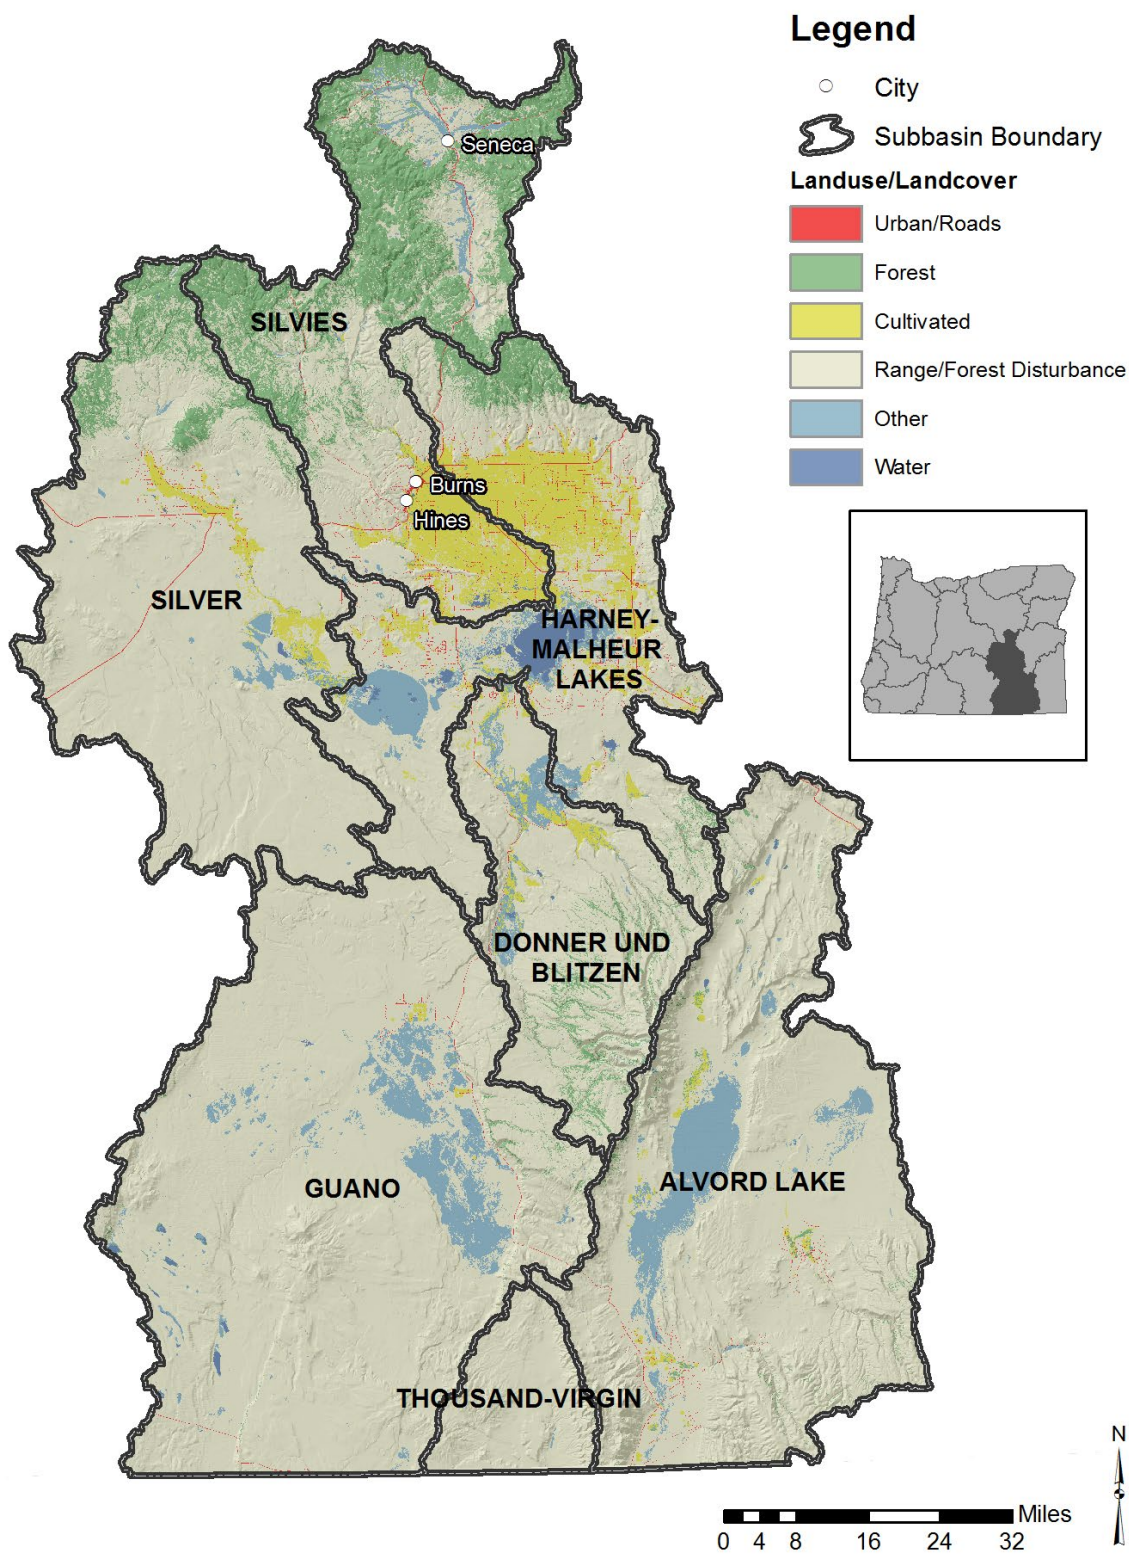 Legend
City
Subbasin Boundary
Landuse/Landcover
Urban/Roads
Forest
Cultivated
Range/Forest Disturbance
Other
Water
Seneca
SILVIES
Burns
Hines
SILVER
HARNEY-
MALHEUR
LAKES
DONNER UND
BLITZEN
GUANO
ALVORD LAKE
THOUSAND-VIRGIN
N
Miles
0 4 8 16 24 32